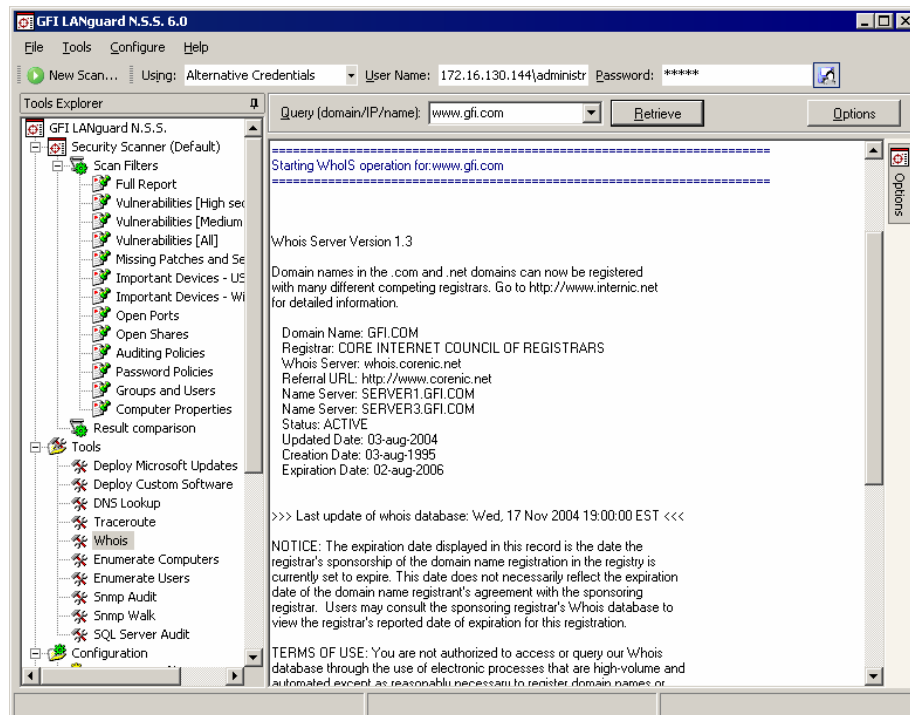 GFI LANguard N.S.S. 6.0
File Tools Configure Help
New Scan... Using: Alternative Credentials User Name: 172.16.130.144\administr Password: *****
Tools Explorer
Query (domain/IP/name): www.gfi.com Retrieve Options
GFI LANguard N.S.S.
Security Scanner (Default)
Scan Filters
Full Report
Vulnerabilities [High sec
Vulnerabilities [Medium
Vulnerabilities [All]
Missing Patches and Se
Important Devices - US
Important Devices - Wi
Open Ports
Open Shares
Auditing Policies
Password Policies
Groups and Users
Computer Properties
Result comparison
Tools
Deploy Microsoft Updates
Deploy Custom Software
DNS Lookup
Traceroute
Whois
Enumerate Computers
Enumerate Users
Snmp Audit
Snmp Walk
SQL Server Audit
Configuration
=======================================================================
Starting WhoIS operation for:www.gfi.com
=======================================================================
Whois Server Version 1.3
Domain names in the .com and .net domains can now be registered
with many different competing registrars. Go to http://www.internic.net
for detailed information.
Domain Name: GFI.COM
Registrar: CORE INTERNET COUNCIL OF REGISTRARS
Whois Server: whois.corenic.net
Referral URL: http://www.corenic.net
Name Server: SERVER1.GFI.COM
Name Server: SERVER3.GFI.COM
Status: ACTIVE
Updated Date: 03-aug-2004
Creation Date: 03-aug-1995
Expiration Date: 02-aug-2006
>>> Last update of whois database: Wed, 17 Nov 2004 19:00:00 EST <<<
NOTICE: The expiration date displayed in this record is the date the
registrar's sponsorship of the domain name registration in the registry is
currently set to expire. This date does not necessarily reflect the expiration
date of the domain name registrant's agreement with the sponsoring
registrar. Users may consult the sponsoring registrar's Whois database to
view the registrar's reported date of expiration for this registration.
TERMS OF USE: You are not authorized to access or query our Whois
database through the use of electronic processes that are high-volume and
automated except as reasonably necessary to register domain names or
Options